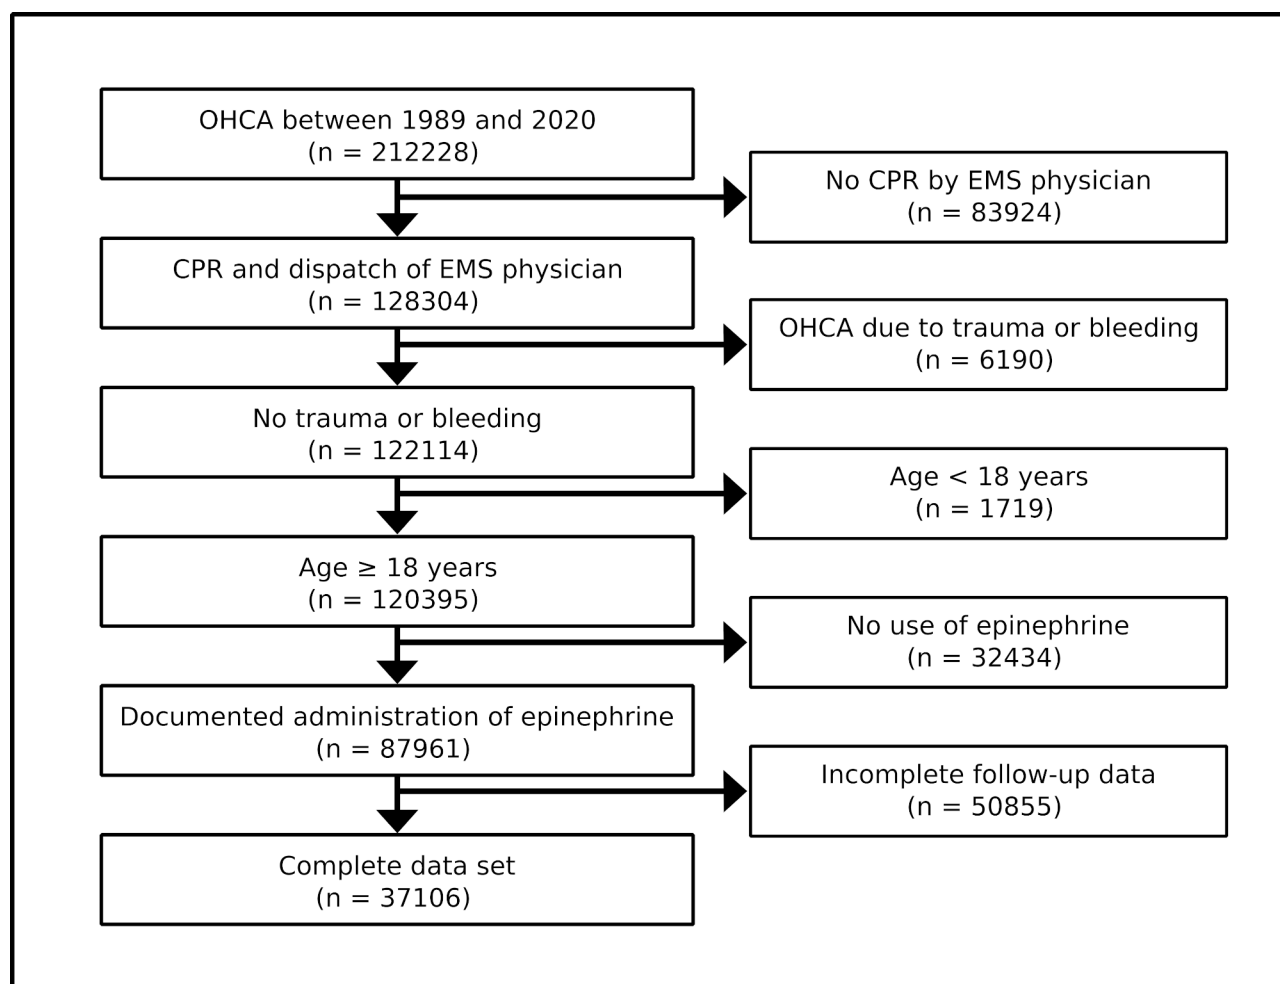 OHCA between 1989 and 2020
(n = 212228)
No CPR by EMS physician
(n = 83924)
CPR and dispatch of EMS physician
(n = 128304)
OHCA due to trauma or bleeding
(n = 6190)
No trauma or bleeding
(n = 122114)
Age < 18 years
(n = 1719)
Age ≥ 18 years
(n = 120395)
No use of epinephrine
(n = 32434)
Documented administration of epinephrine
(n = 87961)
Incomplete follow-up data
(n = 50855)
Complete data set
(n = 37106)